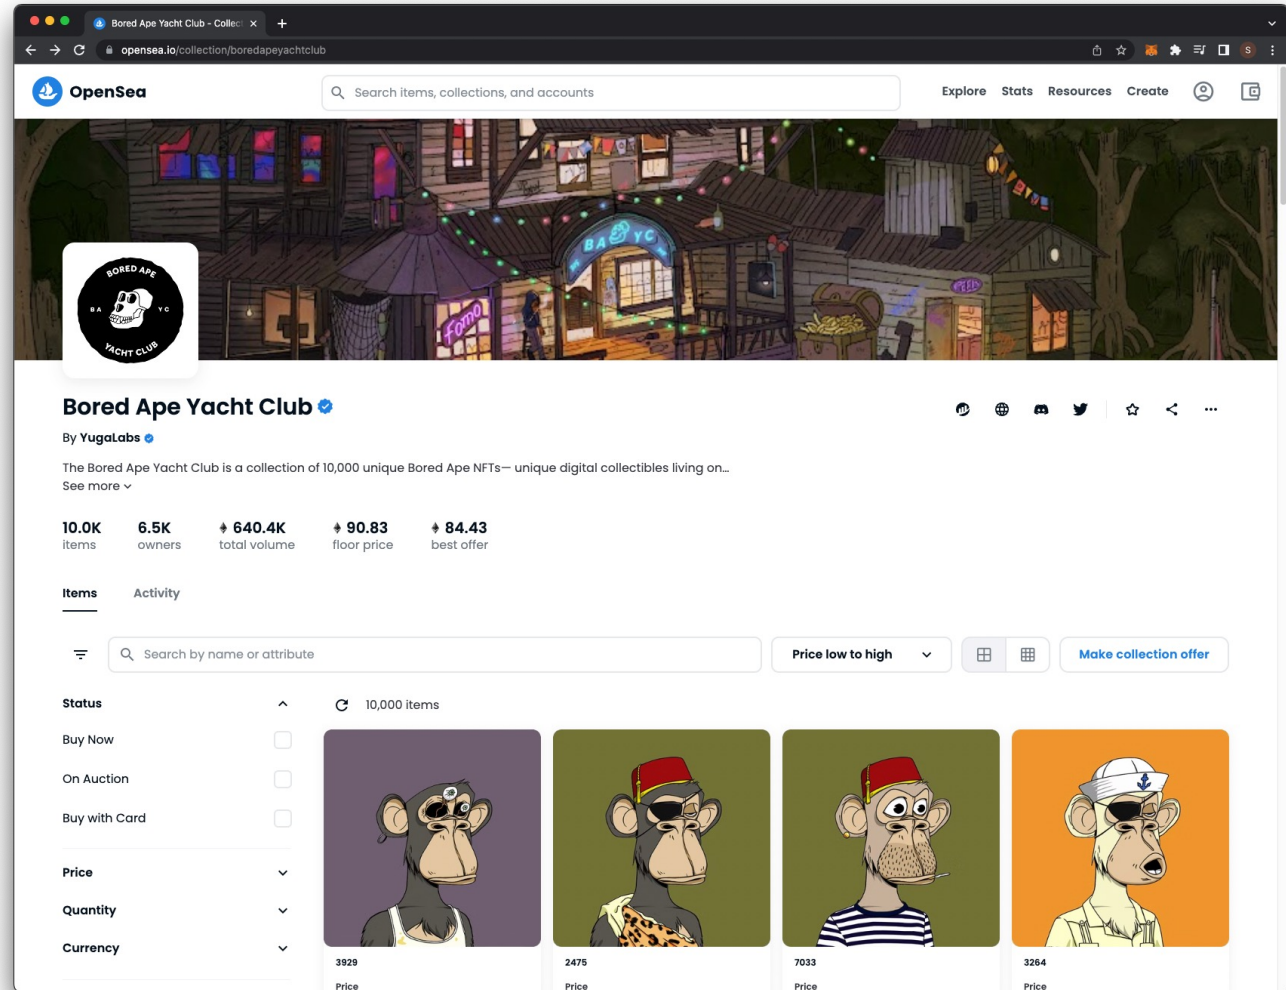 Bored Ape Yacht Club - Collect
opensea.io/collection/boredapeyachtclub
S
OpenSea
Search items, collections, and accounts
Explore
Stats
Resources
Create
BAYC
Fomo
BORED APE
BA YC
YACHT CLUB
Bored Ape Yacht Club
By YugaLabs
The Bored Ape Yacht Club is a collection of 10,000 unique Bored Ape NFTs— unique digital collectibles living on…
See more
10.0K
items
6.5K
owners
640.4K
total volume
90.83
floor price
84.43
best offer
Items
Activity
Search by name or attribute
Price low to high
Make collection offer
Status
Buy Now
On Auction
Buy with Card
Price
Quantity
Currency
10,000 items
3929
Price
2475
Price
7033
Price
3264
Price